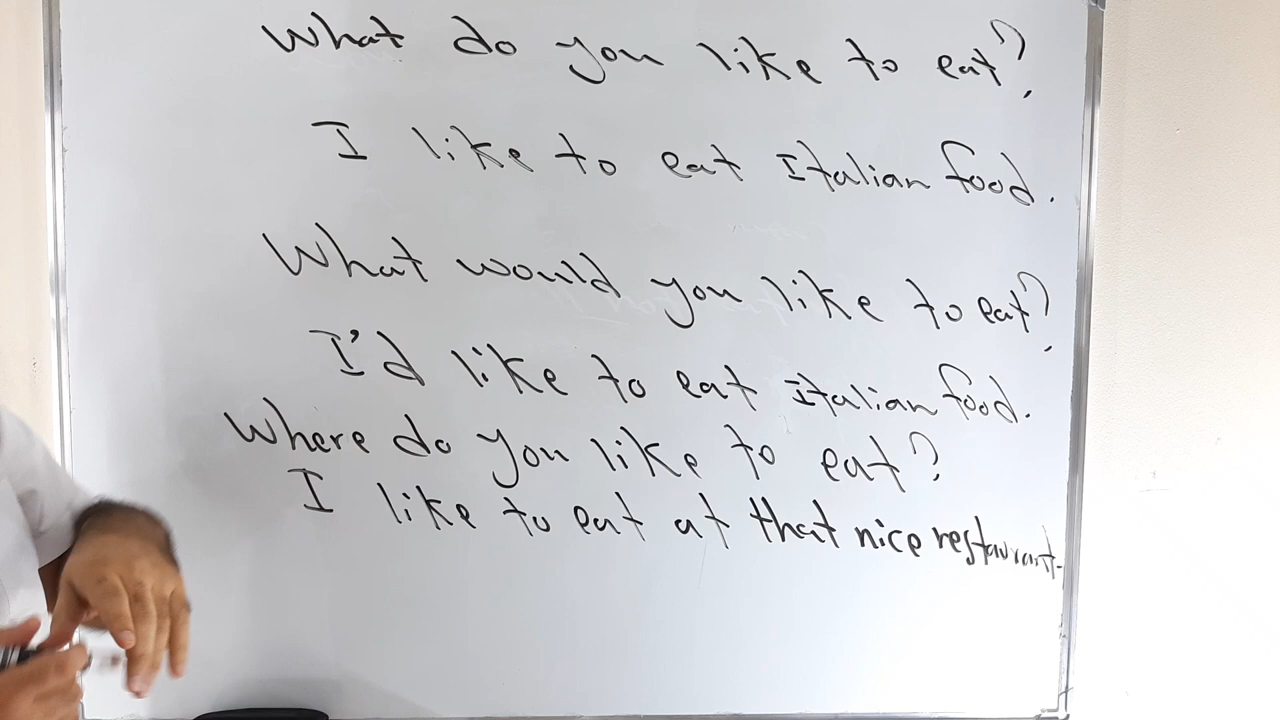 What do you like to eat?
I like to eat Italian food.
What would you like to eat?
I'd like to eat Italian food.
Where do you like to eat?
I like to eat at that nice restaurant.